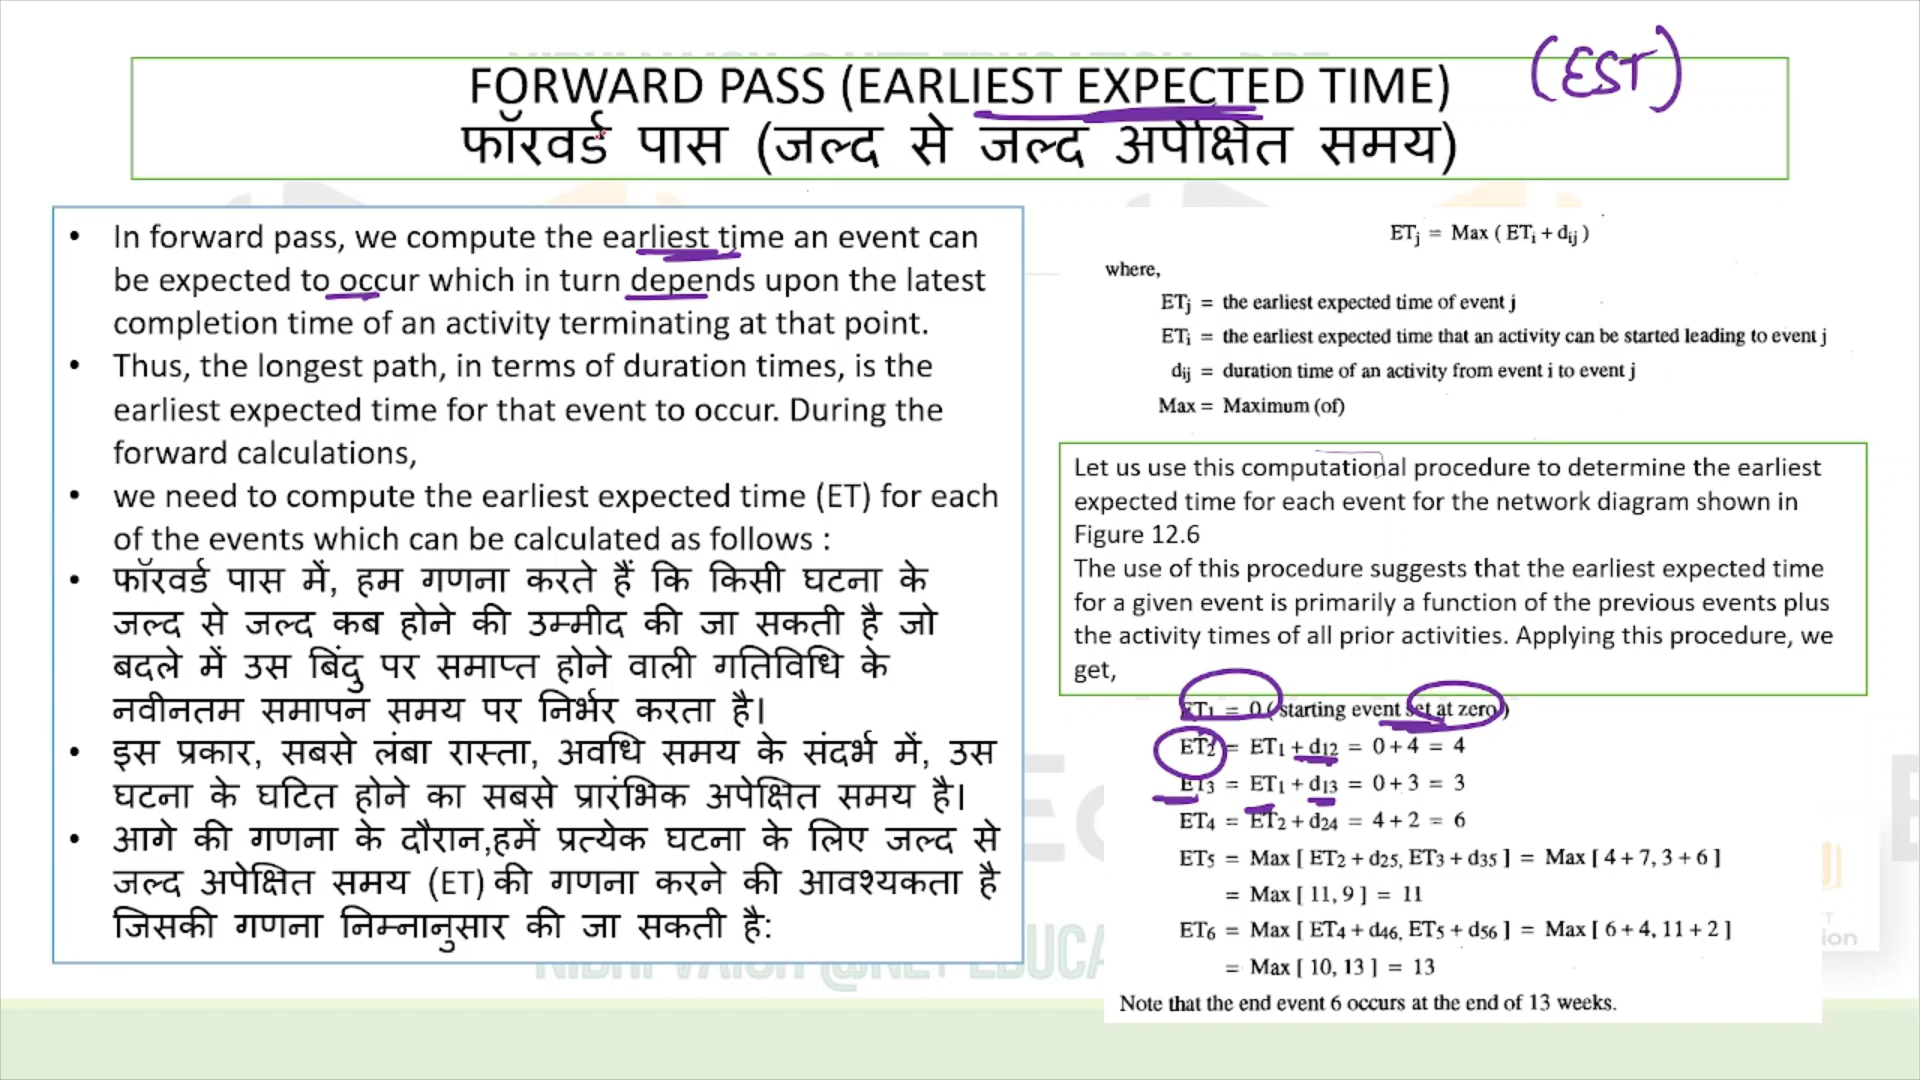 (EST)
FORWARD PASS (EARLIEST EXPECTED TIME)
फॉरवर्ड पास (जल्द से जल्द अपेक्षित समय)
• In forward pass, we compute the earliest time an event can
be expected to occur which in turn depends upon the latest
completion time of an activity terminating at that point.
• Thus, the longest path, in terms of duration times, is the
earliest expected time for that event to occur. During the
forward calculations,
• we need to compute the earliest expected time (ET) for each
of the events which can be calculated as follows :
• फॉरवर्ड पास में, हम गणना करते हैं कि किसी घटना के
जल्द से जल्द कब होने की उम्मीद की जा सकती है जो
बदले में उस बिंदु पर समाप्त होने वाली गतिविधि के
नवीनतम समापन समय पर निर्भर करता है।
• इस प्रकार, सबसे लंबा रास्ता, अवधि समय के संदर्भ में, उस
घटना के घटित होने का सबसे प्रारंभिक अपेक्षित समय है।
• आगे की गणना के दौरान,हमें प्रत्येक घटना के लिए जल्द से
जल्द अपेक्षित समय (ET) की गणना करने की आवश्यकता है
जिसकी गणना निम्नानुसार की जा सकती है:
ETj = Max ( ETi + dij )
where,
ETj = the earliest expected time of event j
ETi = the earliest expected time that an activity can be started leading to event j
dij = duration time of an activity from event i to event j
Max = Maximum (of)
Let us use this computational procedure to determine the earliest
expected time for each event for the network diagram shown in
Figure 12.6
The use of this procedure suggests that the earliest expected time
for a given event is primarily a function of the previous events plus
the activity times of all prior activities. Applying this procedure, we
get,
ET1 = 0 ( starting event set at zero )
ET2 = ET1 + d12 = 0 + 4 = 4
ET3 = ET1 + d13 = 0 + 3 = 3
ET4 = ET2 + d24 = 4 + 2 = 6
ET5 = Max [ ET2 + d25, ET3 + d35 ] = Max [ 4 + 7, 3 + 6 ]
= Max [ 11, 9 ] = 11
ET6 = Max [ ET4 + d46, ET5 + d56 ] = Max [ 6 + 4, 11 + 2 ]
= Max [ 10, 13 ] = 13
Note that the end event 6 occurs at the end of 13 weeks.